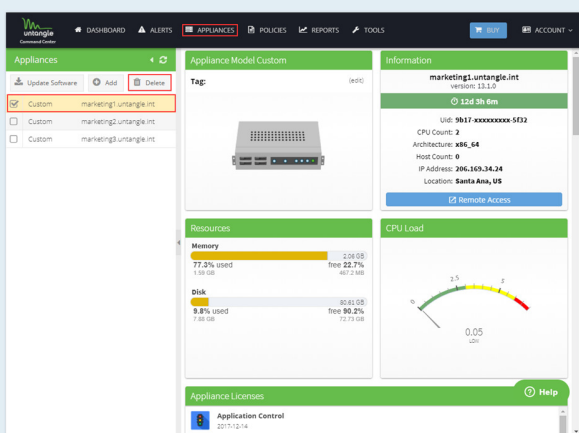 untangle
Command Center
DASHBOARD ALERTS APPLIANCES POLICIES REPORTS TOOLS BUY ACCOUNT
Appliances
Update Software Add Delete
Custom marketing1.untangle.int
Custom marketing2.untangle.int
Custom marketing3.untangle.int
Appliance Model Custom
Tag: (edit)
Information
marketing1.untangle.int
version: 13.1.0
12d 3h 6m
Uid: 9b17-xxxxxxxxx-5f32
CPU Count: 2
Architecture: x86_64
Host Count: 0
IP Address: 206.169.34.24
Location: Santa Ana, US
Remote Access
Resources
Memory
2.06 GB
77.3% used free 22.7%
1.59 GB 467.2 MB
Disk
80.61 GB
9.8% used free 90.2%
7.88 GB 72.73 GB
CPU Load
0 2.5 5
0.05
LOW
Appliance Licenses
Application Control
2017-12-14
Help